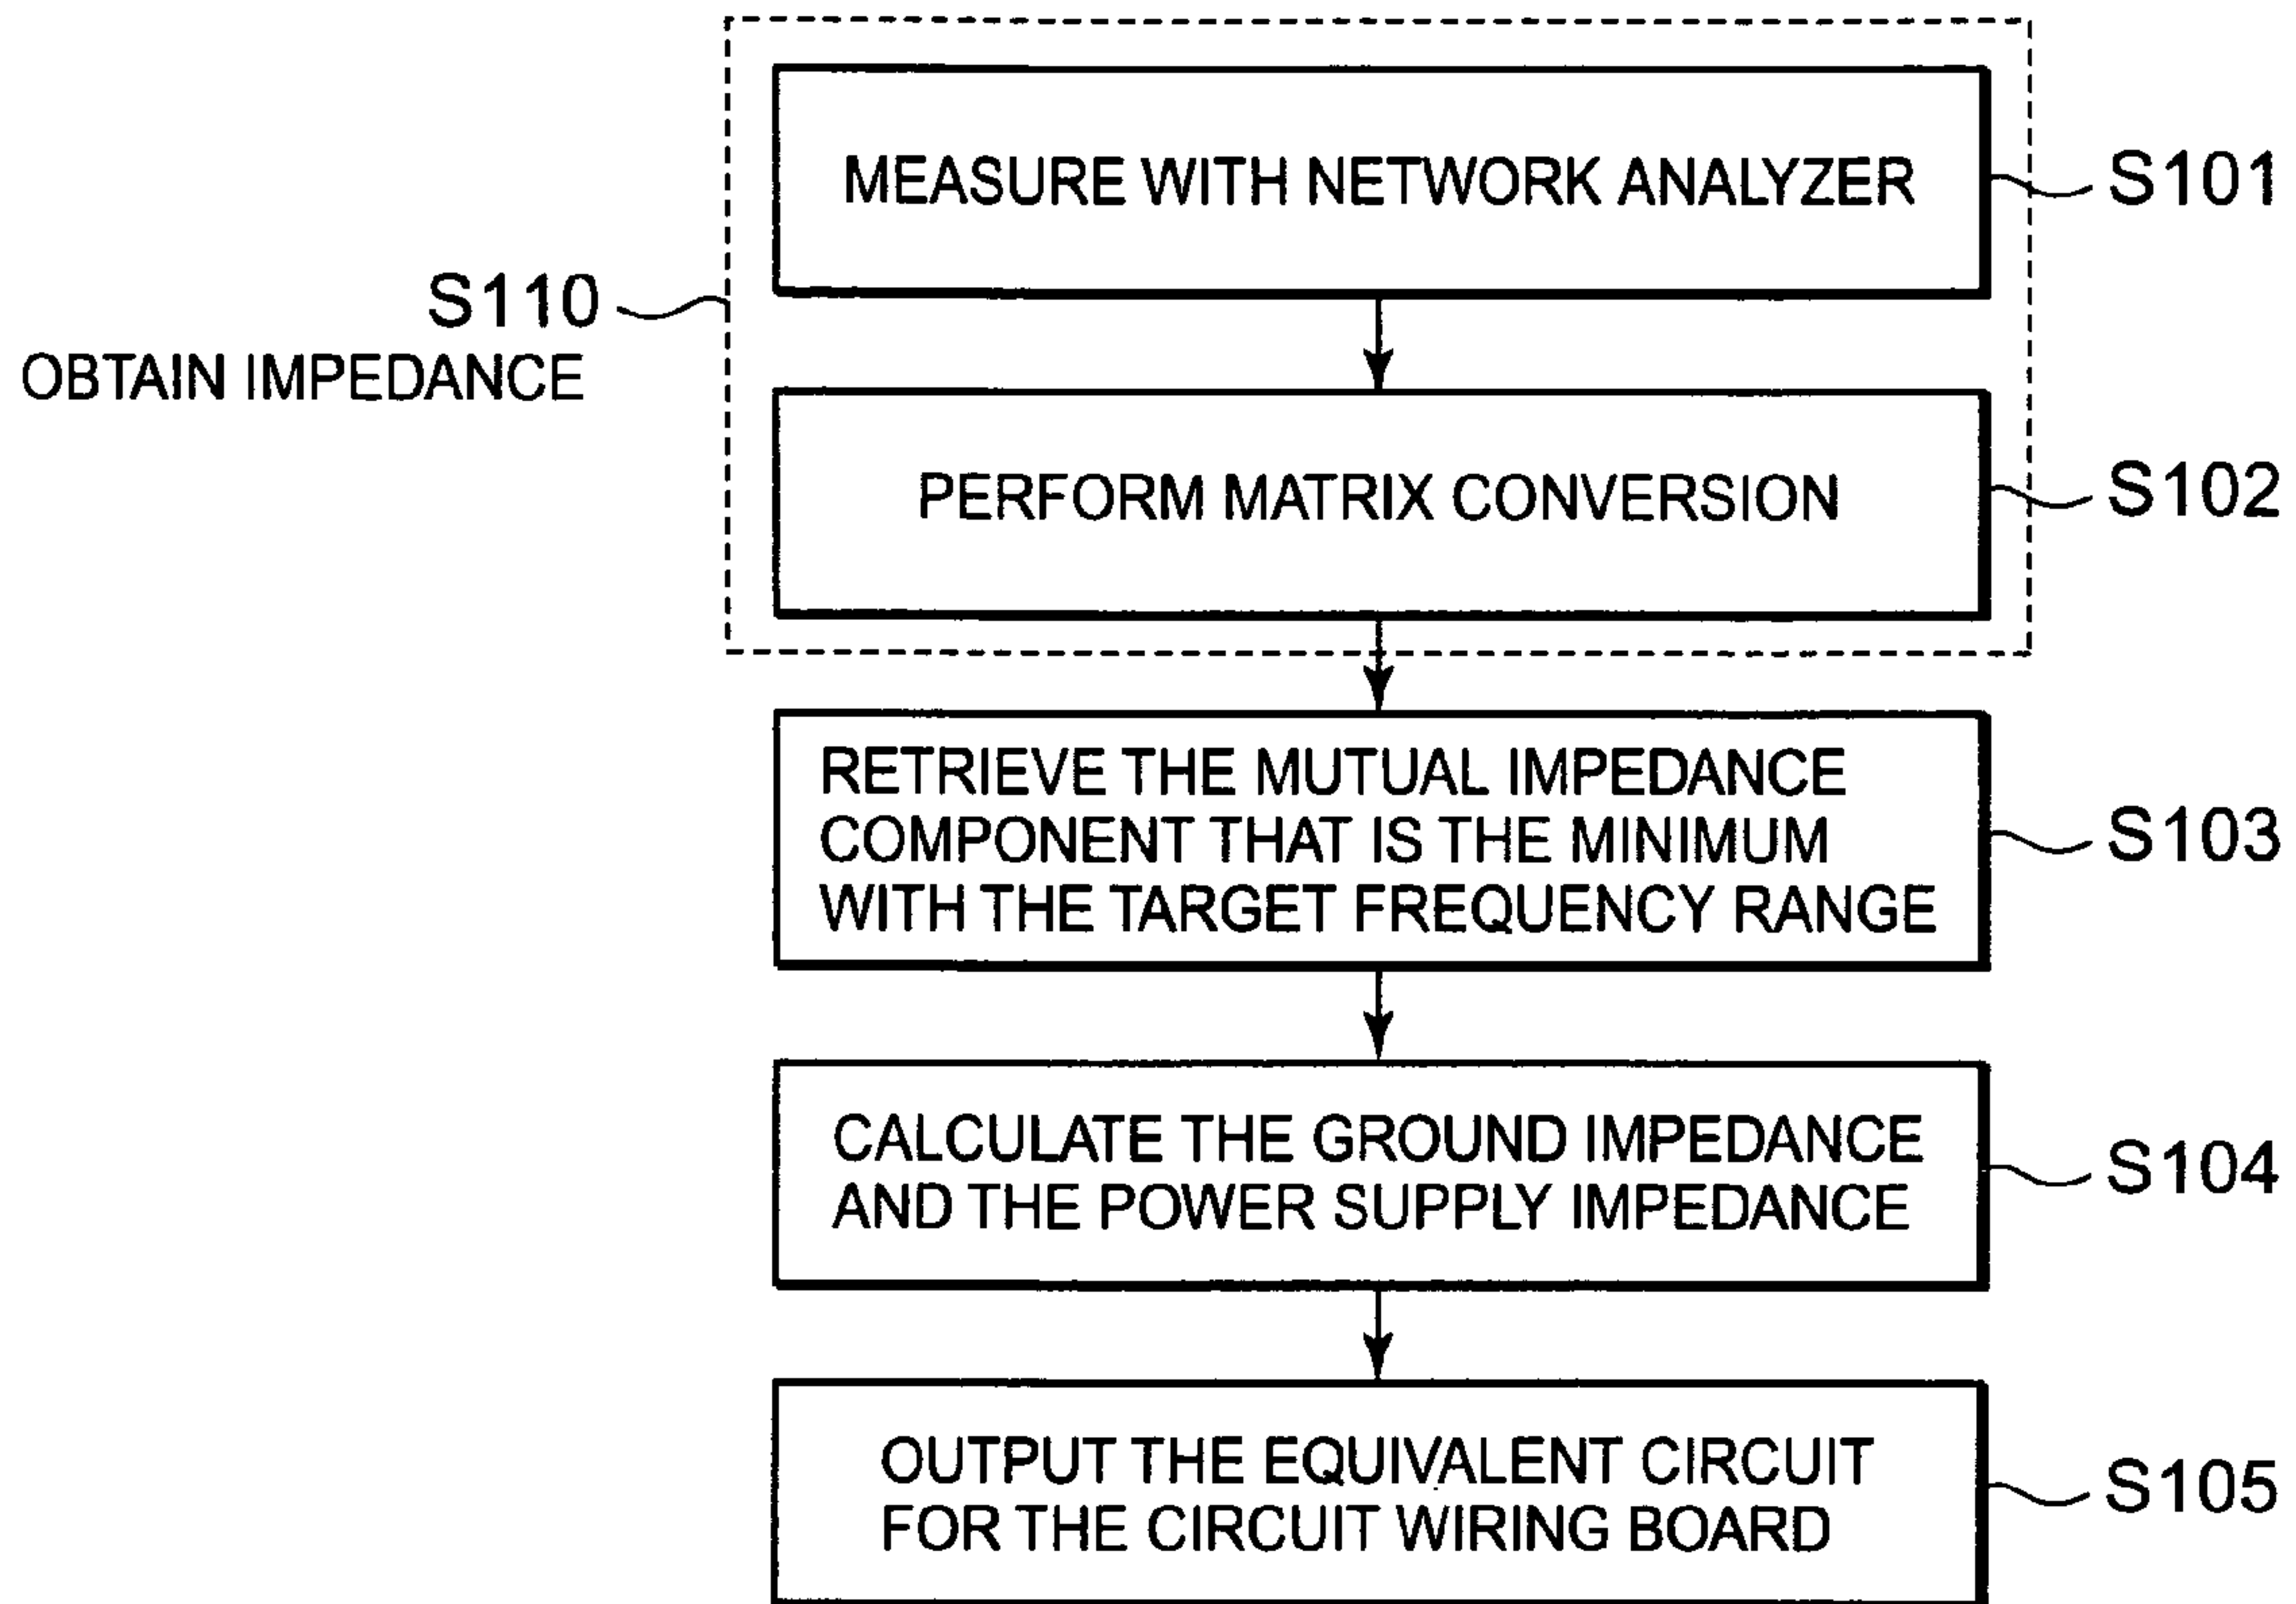 MEASURE WITH NETWORK ANALYZER
S101
S110
OBTAIN IMPEDANCE
PERFORM MATRIX CONVERSION
S102
RETRIEVE THE MUTUAL IMPEDANCE
COMPONENT THAT IS THE MINIMUM
WITH THE TARGET FREQUENCY RANGE
S103
CALCULATE THE GROUND IMPEDANCE
AND THE POWER SUPPLY IMPEDANCE
S104
OUTPUT THE EQUIVALENT CIRCUIT
FOR THE CIRCUIT WIRING BOARD
S105